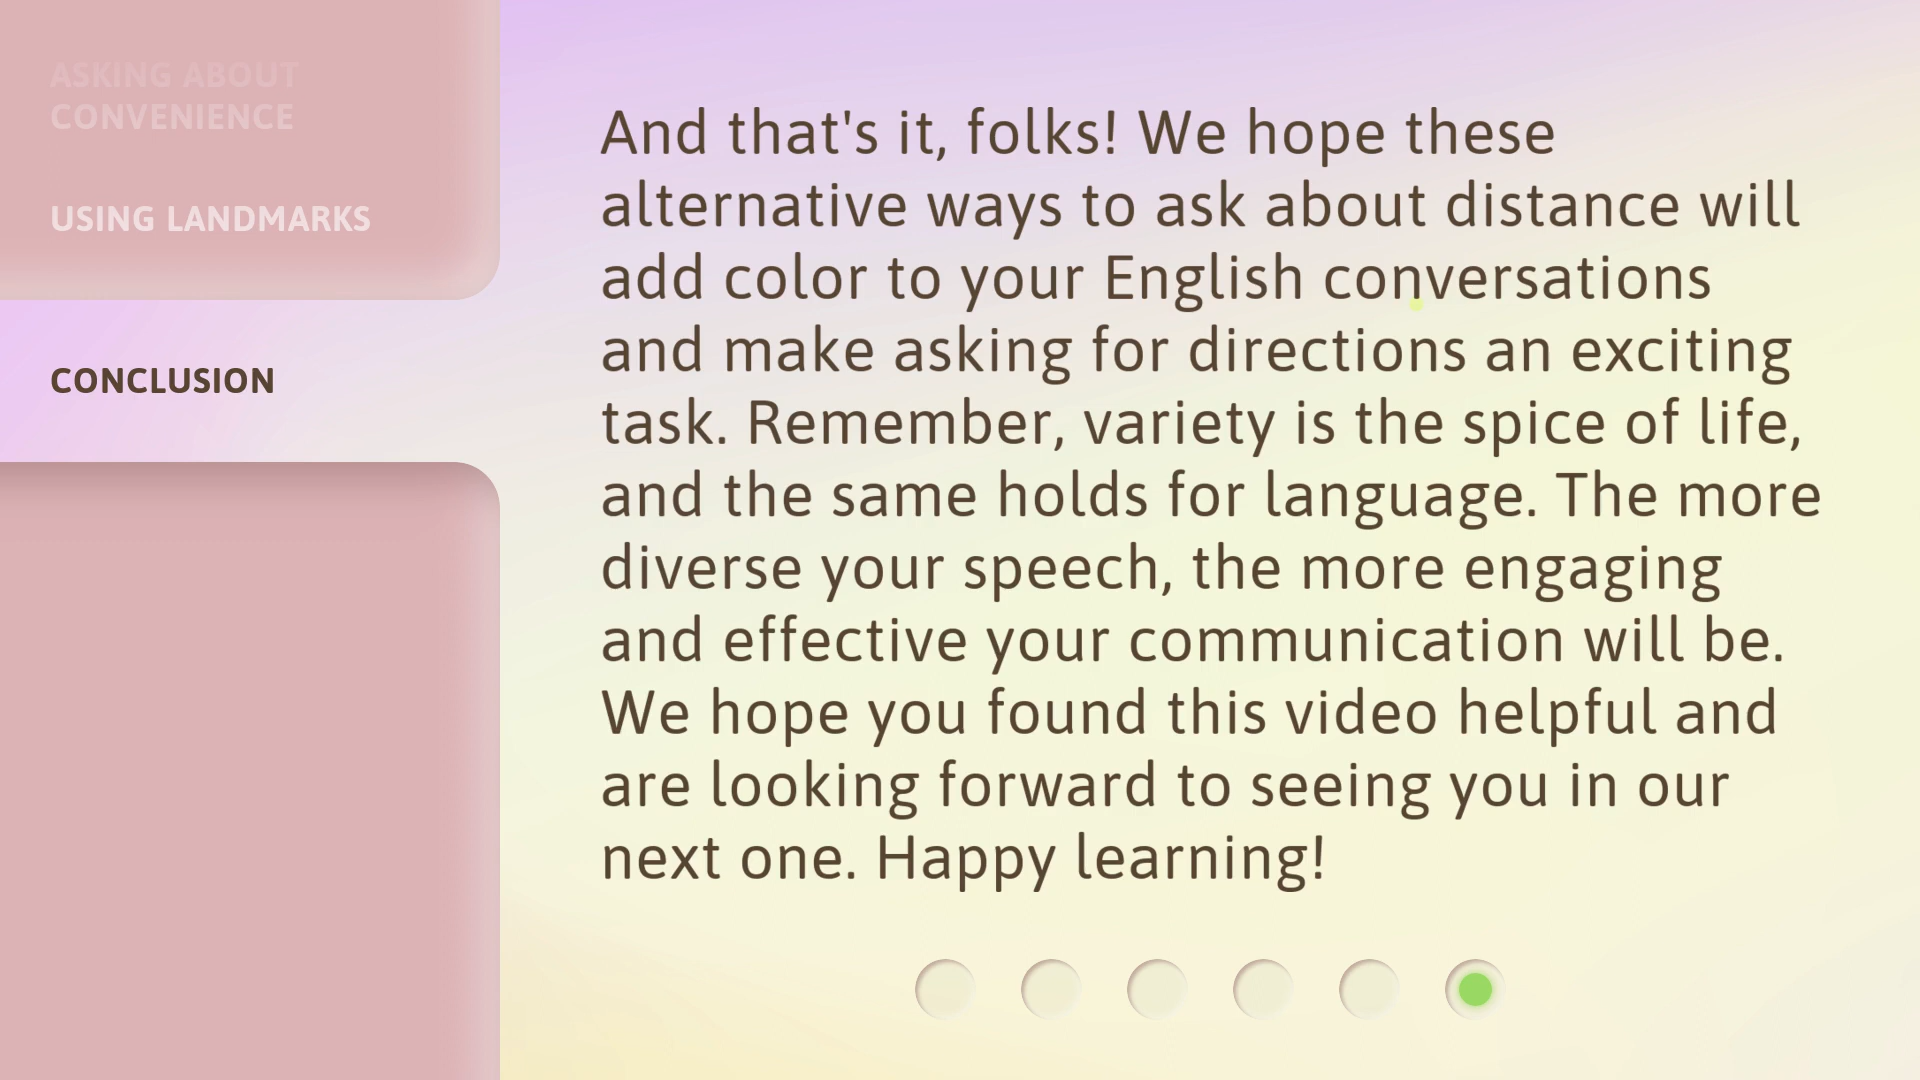 ASKING ABOUT
CONVENIENCE
USING LANDMARKS
CONCLUSION
And that's it, folks! We hope these
alternative ways to ask about distance will
add color to your English conversations
and make asking for directions an exciting
task. Remember, variety is the spice of life,
and the same holds for language. The more
diverse your speech, the more engaging
and effective your communication will be.
We hope you found this video helpful and
are looking forward to seeing you in our
next one. Happy learning!